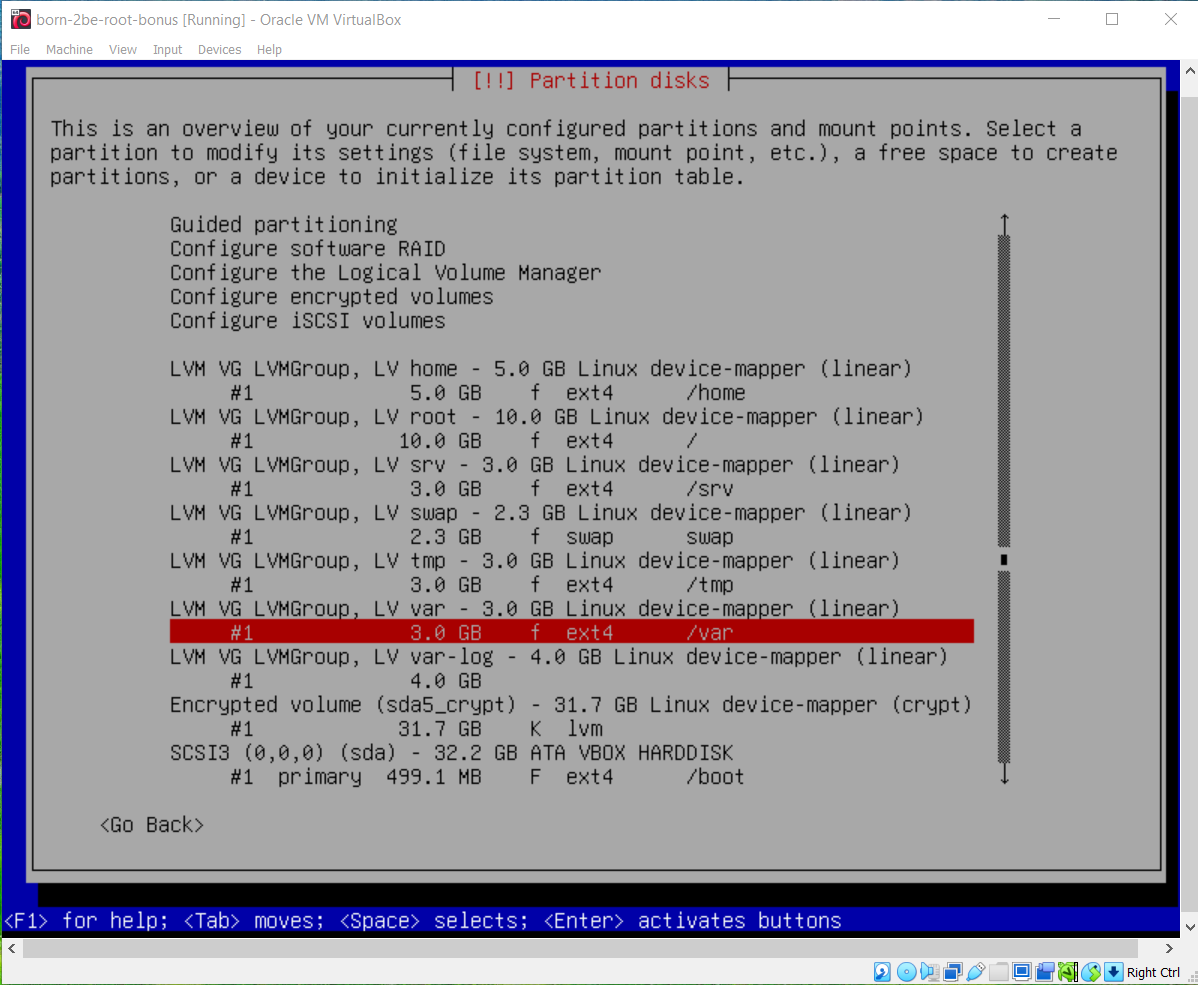 born-2be-root-bonus [Running] - Oracle VM VirtualBox
File Machine View Input Devices Help
[!!] Partition disks
This is an overview of your currently configured partitions and mount points. Select a
partition to modify its settings (file system, mount point, etc.), a free space to create
partitions, or a device to initialize its partition table.
Guided partitioning
Configure software RAID
Configure the Logical Volume Manager
Configure encrypted volumes
Configure iSCSI volumes
LVM VG LVMGroup, LV home - 5.0 GB Linux device-mapper (linear)
#1 5.0 GB f ext4 /home
LVM VG LVMGroup, LV root - 10.0 GB Linux device-mapper (linear)
#1 10.0 GB f ext4 /
LVM VG LVMGroup, LV srv - 3.0 GB Linux device-mapper (linear)
#1 3.0 GB f ext4 /srv
LVM VG LVMGroup, LV swap - 2.3 GB Linux device-mapper (linear)
#1 2.3 GB f swap swap
LVM VG LVMGroup, LV tmp - 3.0 GB Linux device-mapper (linear)
#1 3.0 GB f ext4 /tmp
LVM VG LVMGroup, LV var - 3.0 GB Linux device-mapper (linear)
#1 3.0 GB f ext4 /var
LVM VG LVMGroup, LV var-log - 4.0 GB Linux device-mapper (linear)
#1 4.0 GB
Encrypted volume (sda5_crypt) - 31.7 GB Linux device-mapper (crypt)
#1 31.7 GB K lvm
SCSI3 (0,0,0) (sda) - 32.2 GB ATA VBOX HARDDISK
#1 primary 499.1 MB F ext4 /boot
<Go Back>
<F1> for help; <Tab> moves; <Space> selects; <Enter> activates buttons
Right Ctrl